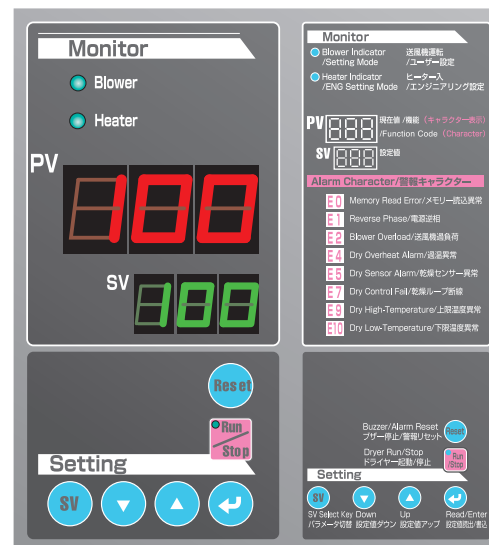 Monitor
Blower
Heater
PV
100
SV
100
Reset
Run
Stop
Setting
SV
Monitor
Blower Indicator 送風機運転
/Setting Mode /ユーザー設定
Heater Indicator ヒーター入
/ENG Setting Mode /エンジニアリング設定
PV 888 現在値/機能 (キャラクター表示)
/Function Code (Character)
SV 888 設定値
Alarm Character/警報キャラクター
E0 Memory Read Error/メモリー読込異常
E1 Reverse Phase/電源逆相
E2 Blower Overload/送風機過負荷
E4 Dry Overheat Alarm/過温異常
E5 Dry Sensor Alarm/乾燥センサー異常
E7 Dry Control Fail/乾燥ループ断線
E9 Dry High-Temperature/上限温度異常
E10 Dry Low-Temperature/下限温度異常
Buzzer/Alarm Reset
ブザー停止/警報リセット
Reset
Dryer Run/Stop
ドライヤー起動/停止
Run
/Stop
Setting
SV
SV Select Key Down Up Read/Enter
パラメータ切替 設定値ダウン 設定値アップ 設定値読出/書込